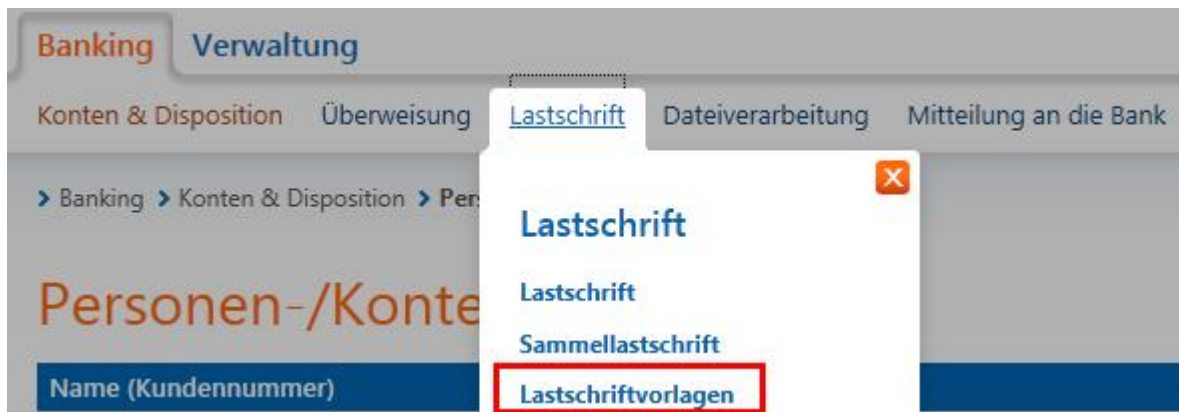 Banking Verwaltung
Konten & Disposition Überweisung Lastschrift Dateiverarbeitung Mitteilung an die Bank
Banking Konten & Disposition
Lastschrift
Personen-/Konte
Lastschrift
Sammellastschrift
Name (Kundennummer)
Lastschriftvorlagen